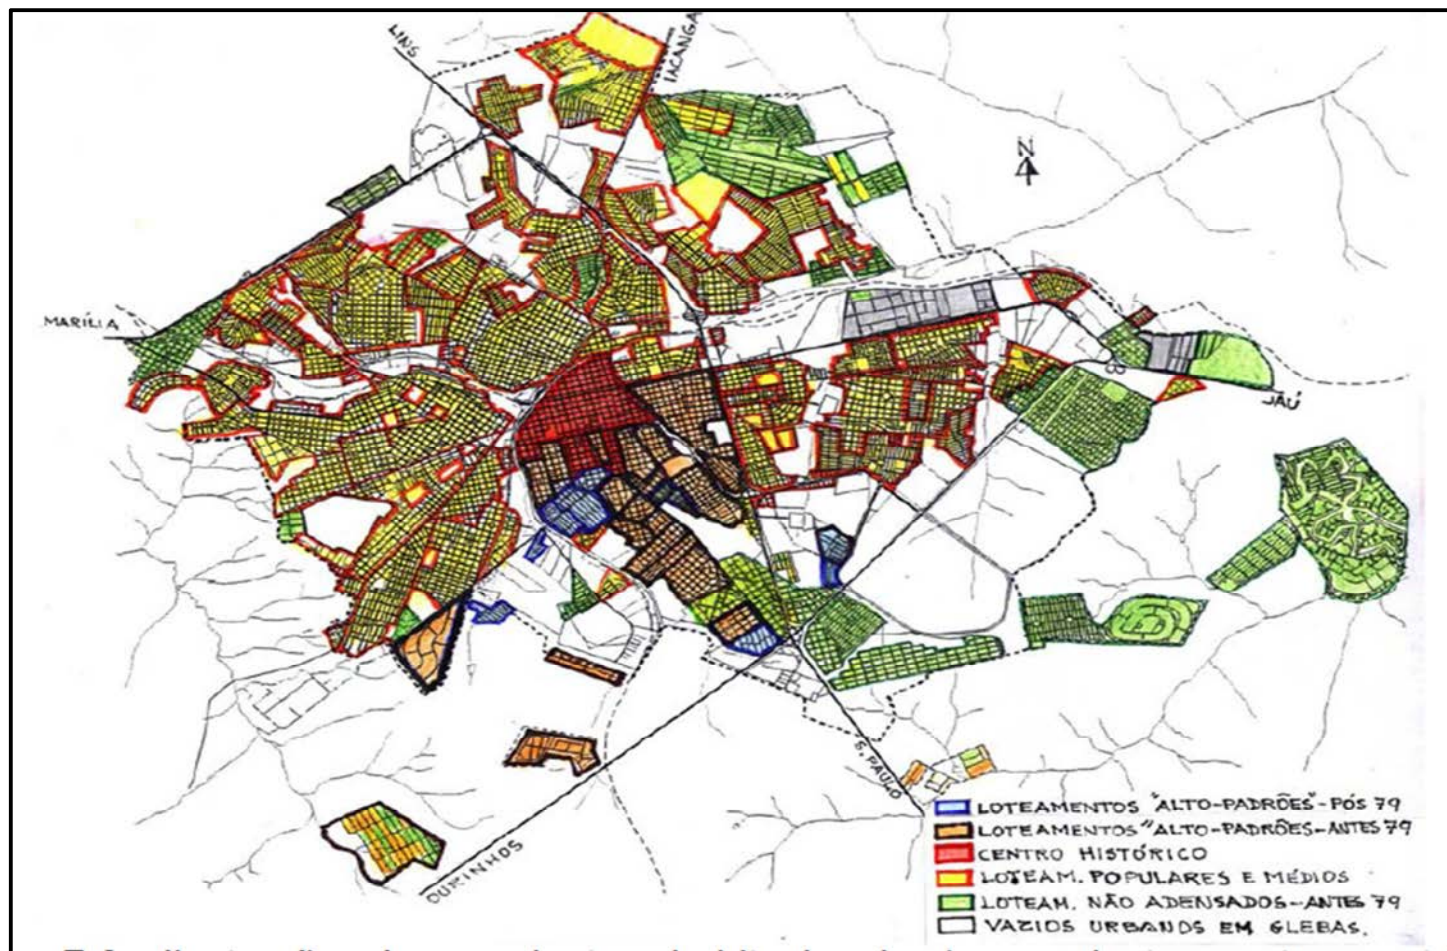 LINS
IACANGA
N
MARÍLIA
JAÚ
S. PAULO
OURINHOS
LOTEAMENTOS "ALTO-PADRÕES"-PÓS 79
LOTEAMENTOS "ALTO-PADRÕES-ANTES 79
CENTRO HISTÓRICO
LOTEAM. POPULARES E MÉDIOS
LOTEAM. NÃO ADENSADOS-ANTES 79
VAZIOS URBANOS EM GLEBAS.